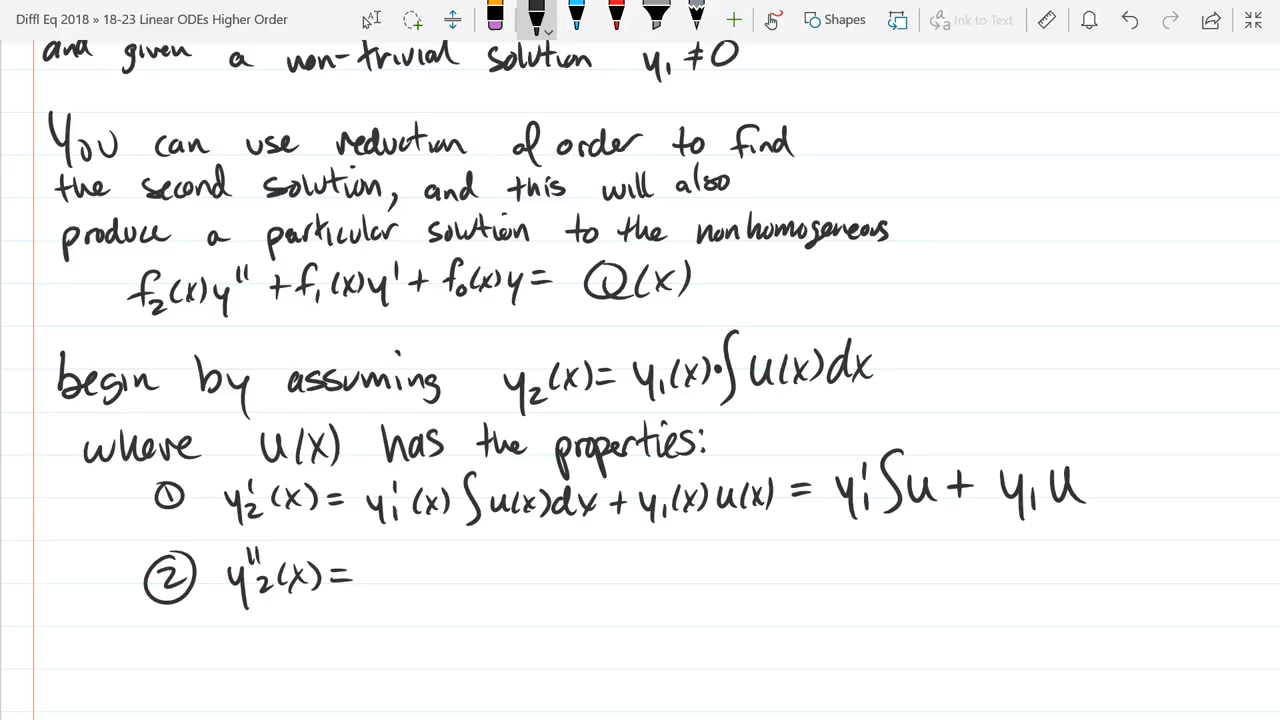 Diffl Eq 2018 » 18-23 Linear ODEs Higher Order
Shapes
Ink to Text
and given a non-trivial solution y₁ ≠ 0
You can use reduction of order to find
the second solution, and this will also
produce a particular solution to the nonhomogeneous
f₂(x)y'' + f₁(x)y' + f₀(x)y = Q(x)
begin by assuming y₂(x) = y₁(x)·∫u(x)dx
where u(x) has the properties:
① y₂'(x) = y₁'(x)∫u(x)dx + y₁(x)u(x) = y₁'∫u + y₁u
② y''₂(x) =